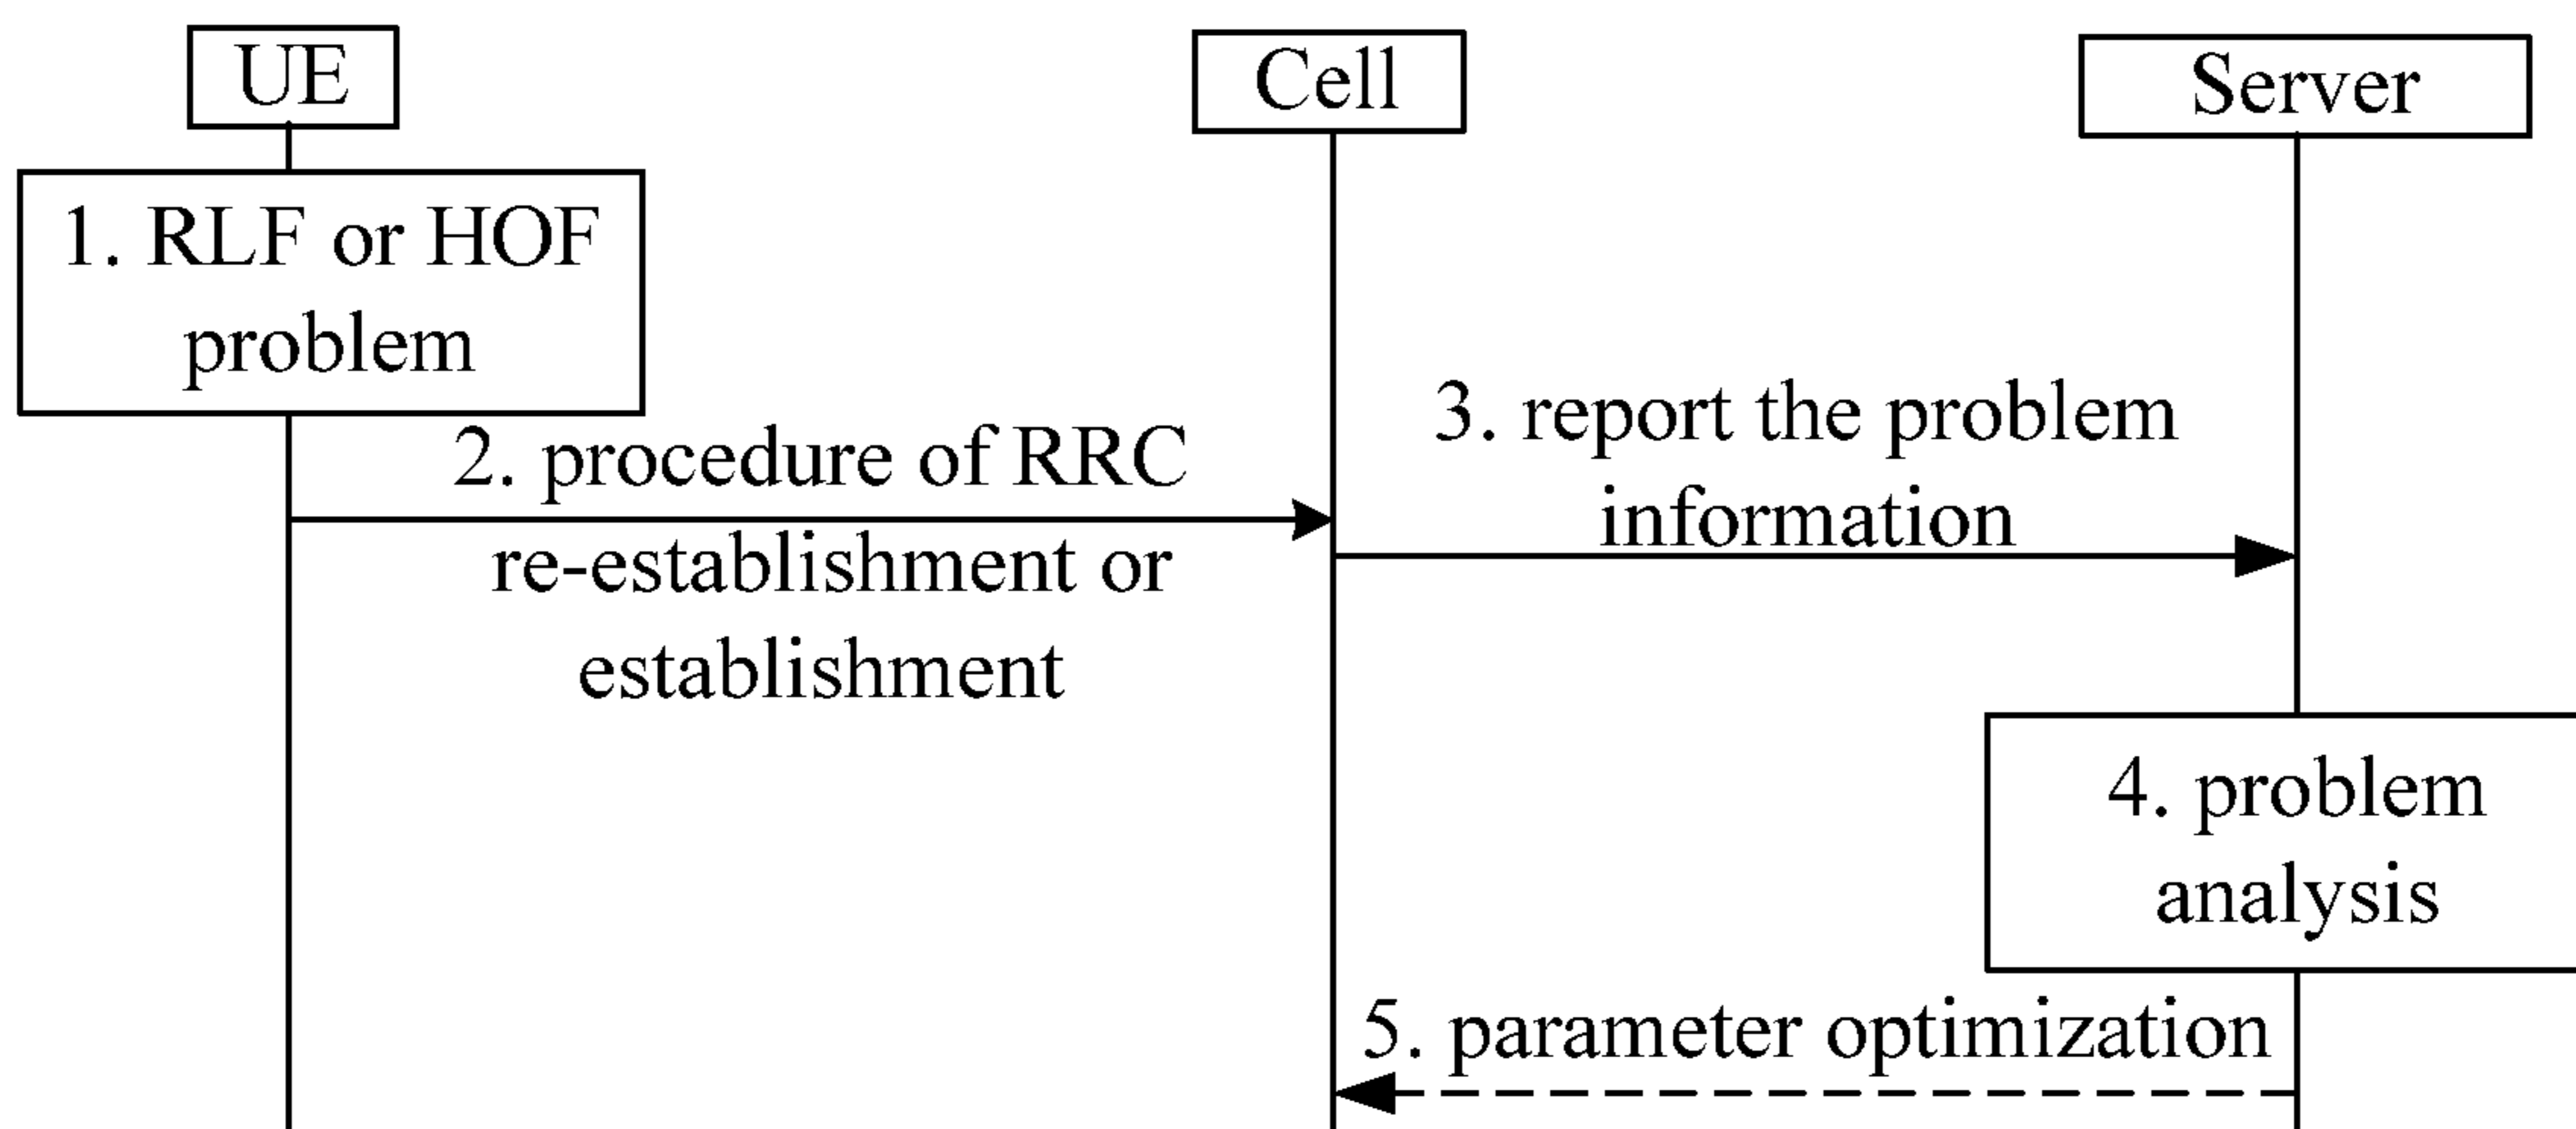 UE
Cell
Server
1. RLF or HOF
problem
2. procedure of RRC
re-establishment or
establishment
3. report the problem
information
4. problem
analysis
5. parameter optimization